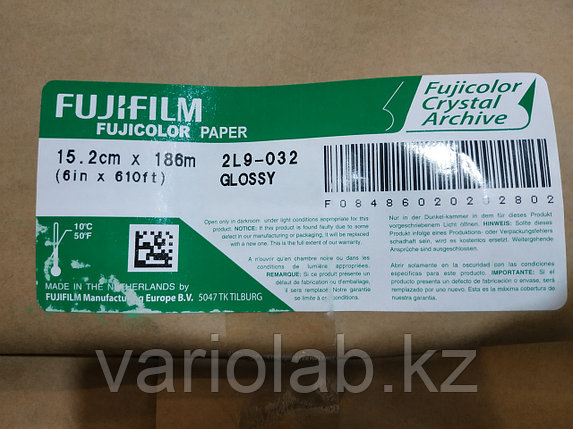 FUJIFILM
FUJICOLOR PAPER
Fujicolor
Crystal
Archive
15.2cm x 186m
(6in x 610ft)
2L9-032
GLOSSY
F08486020202802
10°C
50°F
MADE IN THE NETHERLANDS by
FUJIFILM Manufacturing Europe B.V. 5047 TK TILBURG
Open only in darkroom under light conditions appropriate for this
product. NOTICE: If this product is found faulty due to some
defect in our manufacturing or packaging, it will be replaced
with a new one. This is the full extent of our warranty.
A n'ouvrir qu'en chambre noire ou dans les
conditions de lumière appropriées.
REMARQUE: Si ce produit présente un
défaut de fabrication ou d'emballage,
il sera remplacé. Notre garantie
se limite à ces conditions.
Nur in der Dunkel-kammer in dem für dieses Produkt
vorgeschriebenem Licht öffnen. HINWEIS: Sollte dieses
Produkt infolge eines Produktions- oder Verpackungsfehlers
schadhaft sein, wird es kostenlos ersetzt. Weitergehende
Ansprüche sind ausgeschlossen.
Abrir solamente en la oscuridad con las condiciones
específicas para este producto. IMPORTANTE: Si el
producto presenta un defecto de fabricación o envase, será
reemplazado por uno nuevo. Esta es la máxima cobertura de
nuestra garantía.
variolab.kz